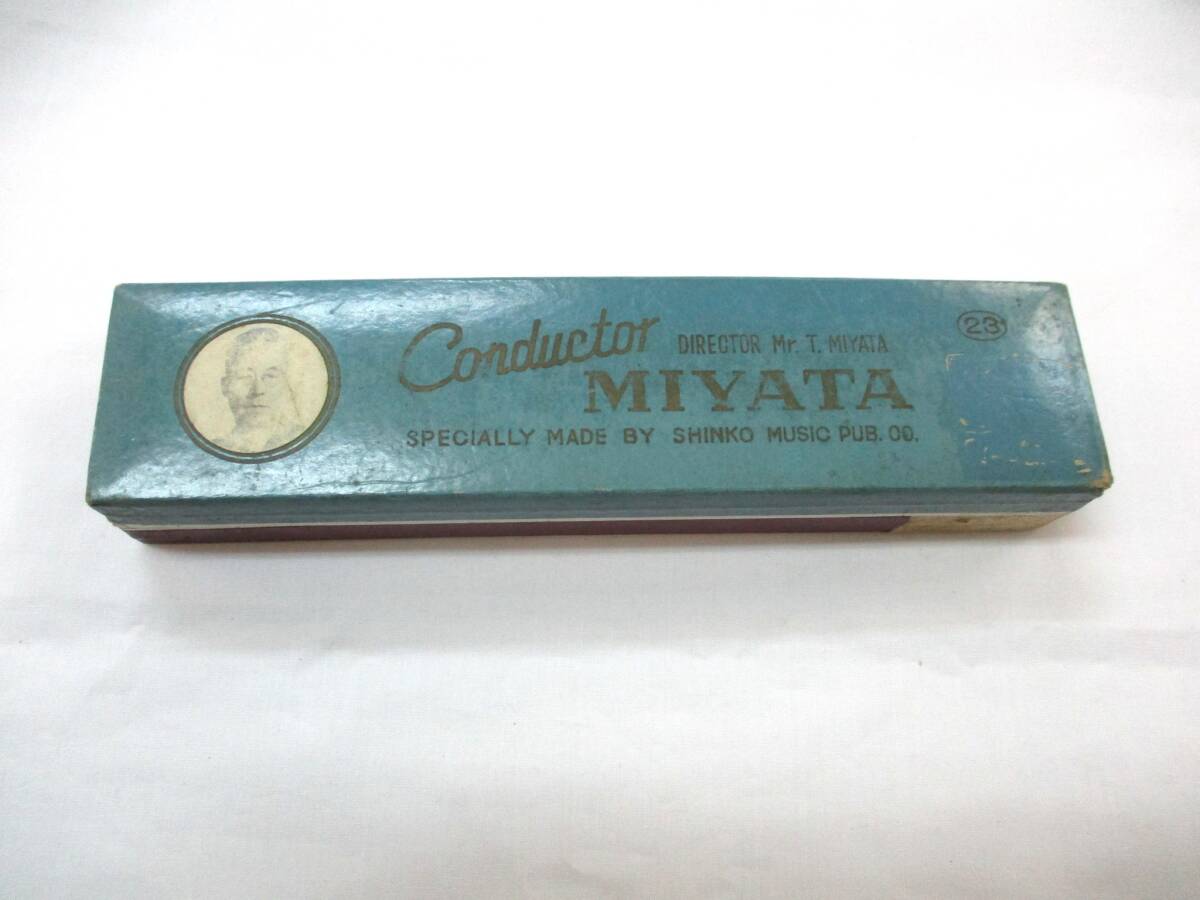 Conductor
DIRECTOR Mr. T. MIYATA
23
MIYATA
SPECIALLY MADE BY SHINKO MUSIC PUB. CO.